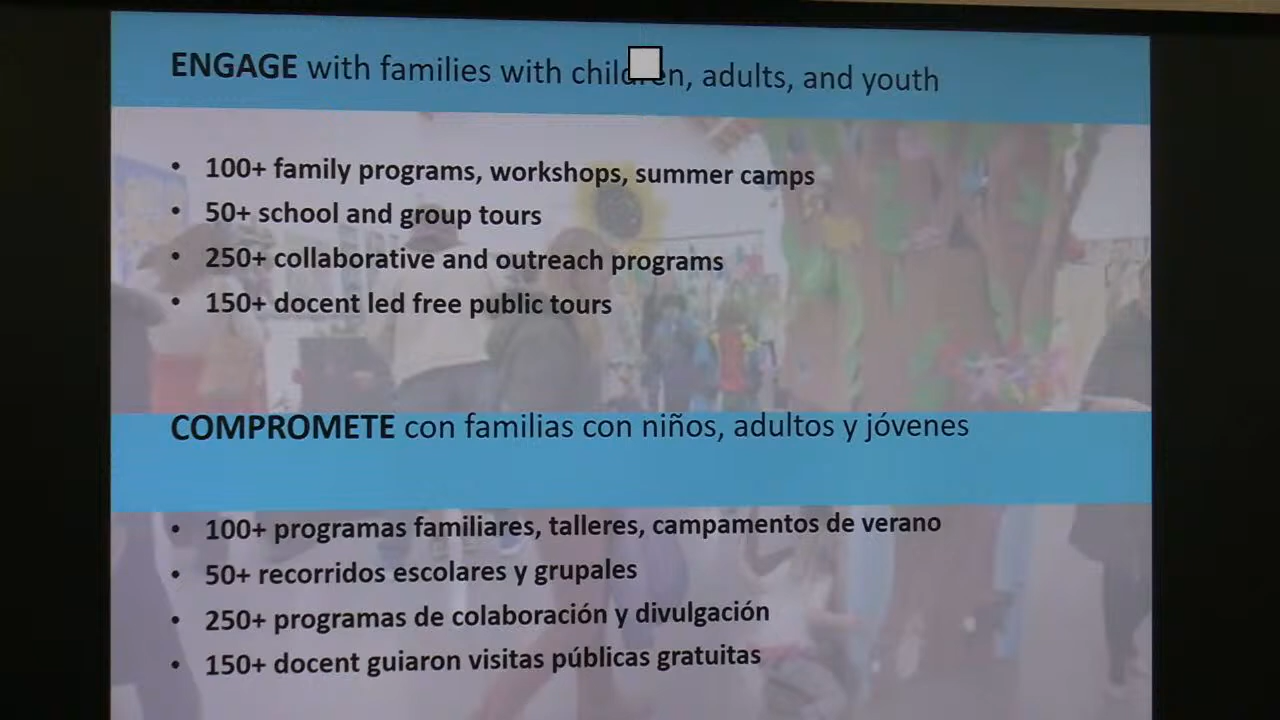 ENGAGE with families with children, adults, and youth
• 100+ family programs, workshops, summer camps
• 50+ school and group tours
• 250+ collaborative and outreach programs
• 150+ docent led free public tours
COMPROMETE con familias con niños, adultos y jóvenes
• 100+ programas familiares, talleres, campamentos de verano
• 50+ recorridos escolares y grupales
• 250+ programas de colaboración y divulgación
• 150+ docent guiaron visitas públicas gratuitas